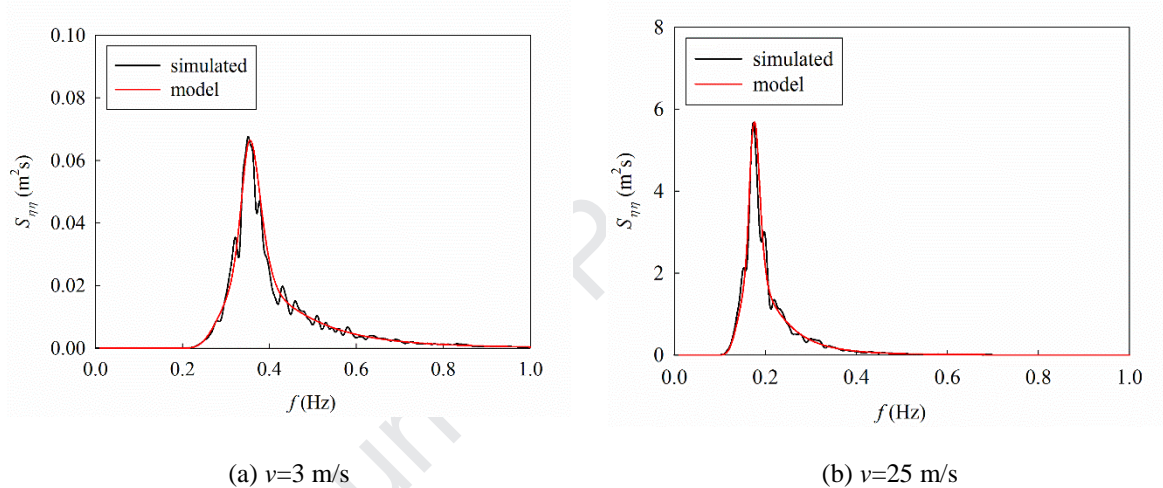 0.10
0.08
0.06
0.04
0.02
0.00
S_ηη (m²s)
simulated
model
0.0 0.2 0.4 0.6 0.8 1.0
f (Hz)
(a) v=3 m/s
8
6
4
2
0
S_ηη (m²s)
simulated
model
0.0 0.2 0.4 0.6 0.8 1.0
f (Hz)
(b) v=25 m/s